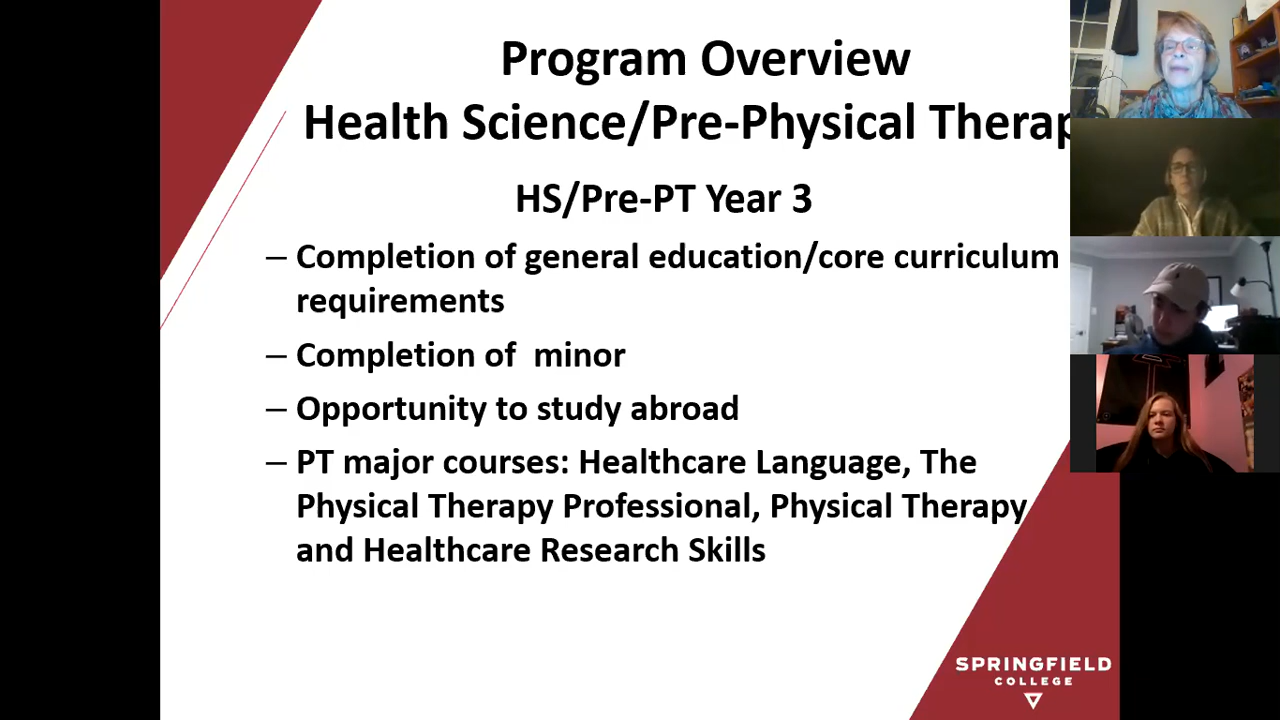 Program Overview
Health Science/Pre-Physical Therap
HS/Pre-PT Year 3
– Completion of general education/core curriculum
requirements
– Completion of minor
– Opportunity to study abroad
– PT major courses: Healthcare Language, The
Physical Therapy Professional, Physical Therapy
and Healthcare Research Skills
SPRINGFIELD
COLLEGE